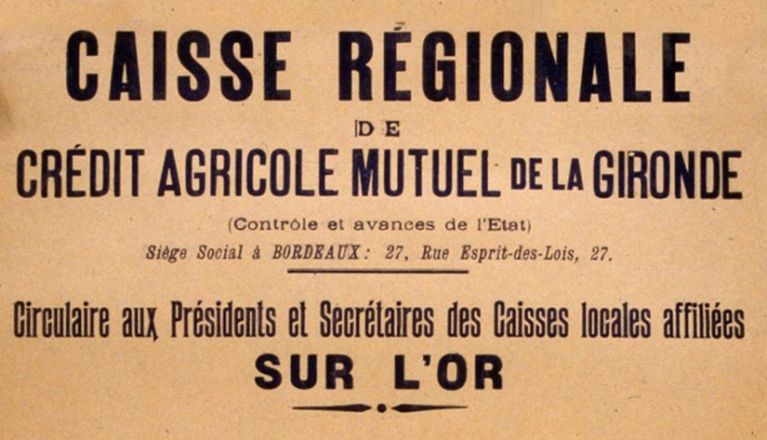 CAISSE RÉGIONALE
DE
CRÉDIT AGRICOLE MUTUEL DE LA GIRONDE
(Contrôle et avances de l'Etat)
Siège Social à BORDEAUX: 27, Rue Esprit-des-Lois, 27.
Circulaire aux Présidents et Secrétaires des Caisses locales affiliées
SUR L'OR